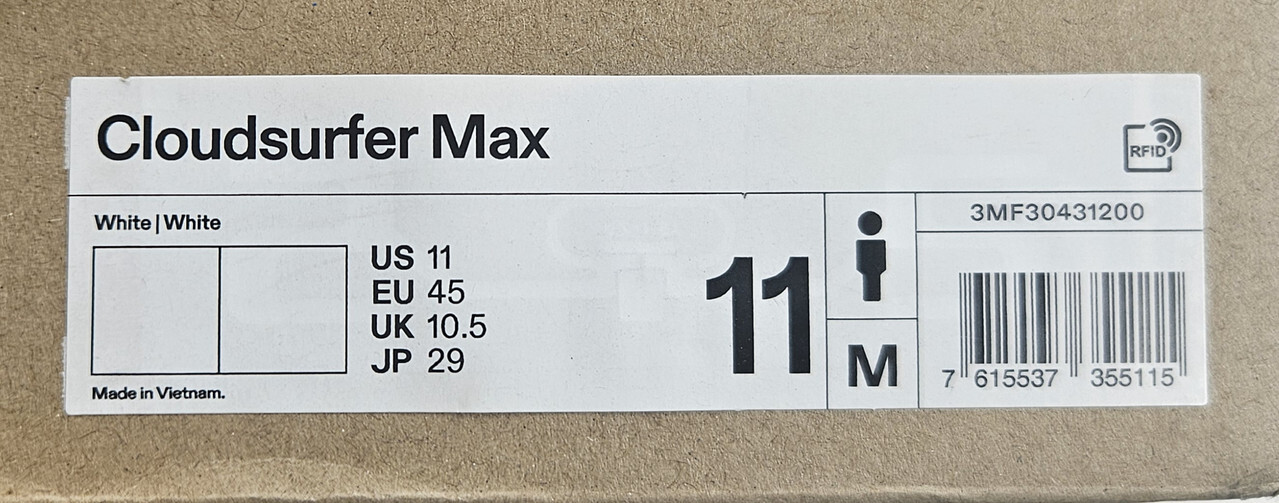 Cloudsurfer Max
RFID
White | White
US 11
EU 45
UK 10.5
JP 29
Made in Vietnam.
11
M
3MF30431200
7 615537 355115